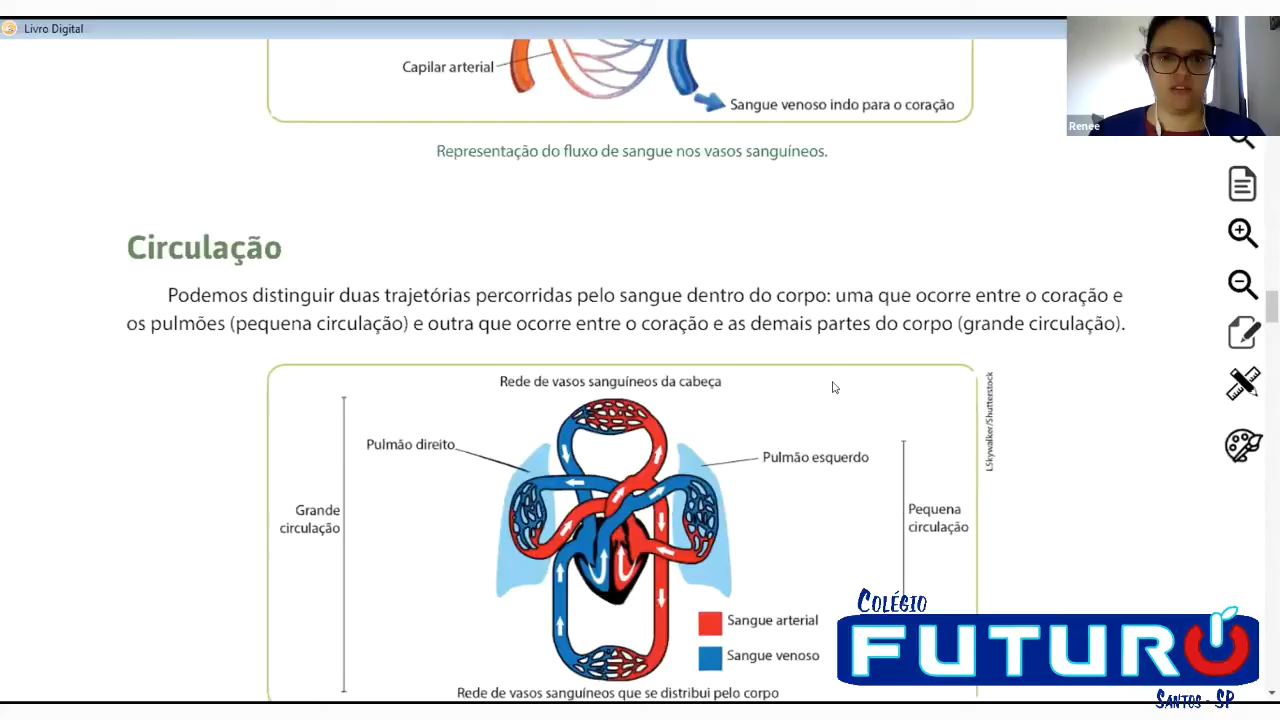 Livro Digital
Capilar arterial
Sangue venoso indo para o coração
Renee
Representação do fluxo de sangue nos vasos sanguíneos.
Circulação
Podemos distinguir duas trajetórias percorridas pelo sangue dentro do corpo: uma que ocorre entre o coração e
os pulmões (pequena circulação) e outra que ocorre entre o coração e as demais partes do corpo (grande circulação).
Rede de vasos sanguíneos da cabeça
LSkywalker/Shutterstock
Pulmão direito
Pulmão esquerdo
Grande
circulação
Pequena
circulação
Sangue arterial
Sangue venoso
Rede de vasos sanguíneos que se distribui pelo corpo
COLÉGIO
FUTURO
SANTOS - SP